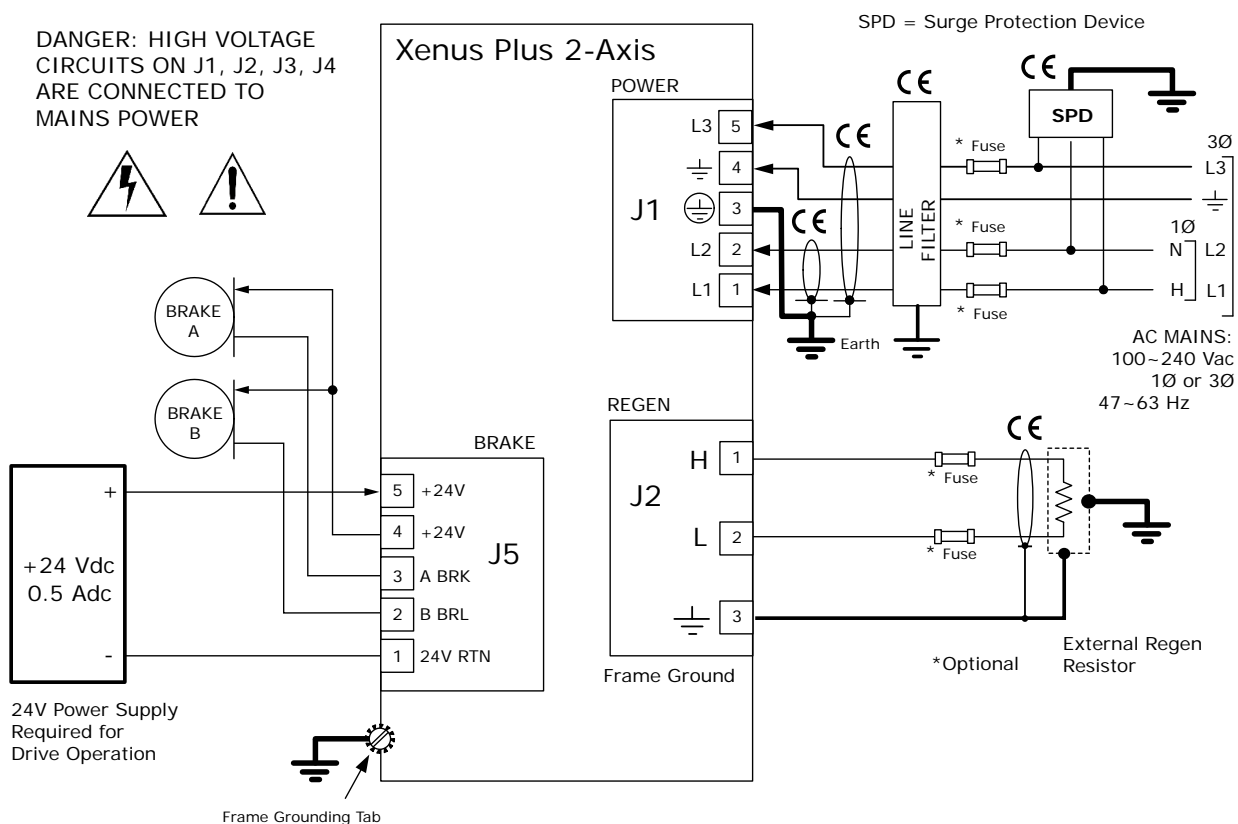 SPD = Surge Protection Device
DANGER: HIGH VOLTAGE
CIRCUITS ON J1, J2, J3, J4
ARE CONNECTED TO
MAINS POWER
Xenus Plus 2-Axis
POWER
J1
L3 5
4
3
L2 2
L1 1
CE
CE
CE
CE
LINE
FILTER
SPD
* Fuse
* Fuse
* Fuse
Earth
3Ø
L3
1Ø
N L2
H L1
AC MAINS:
100~240 Vac
1Ø or 3Ø
47~63 Hz
BRAKE
A
BRAKE
B
+24 Vdc
0.5 Adc
+
-
24V Power Supply
Required for
Drive Operation
BRAKE
J5
5 +24V
4 +24V
3 A BRK
2 B BRL
1 24V RTN
Frame Grounding Tab
REGEN
J2
H 1
L 2
3
Frame Ground
* Fuse
* Fuse
CE
*Optional
External Regen
Resistor